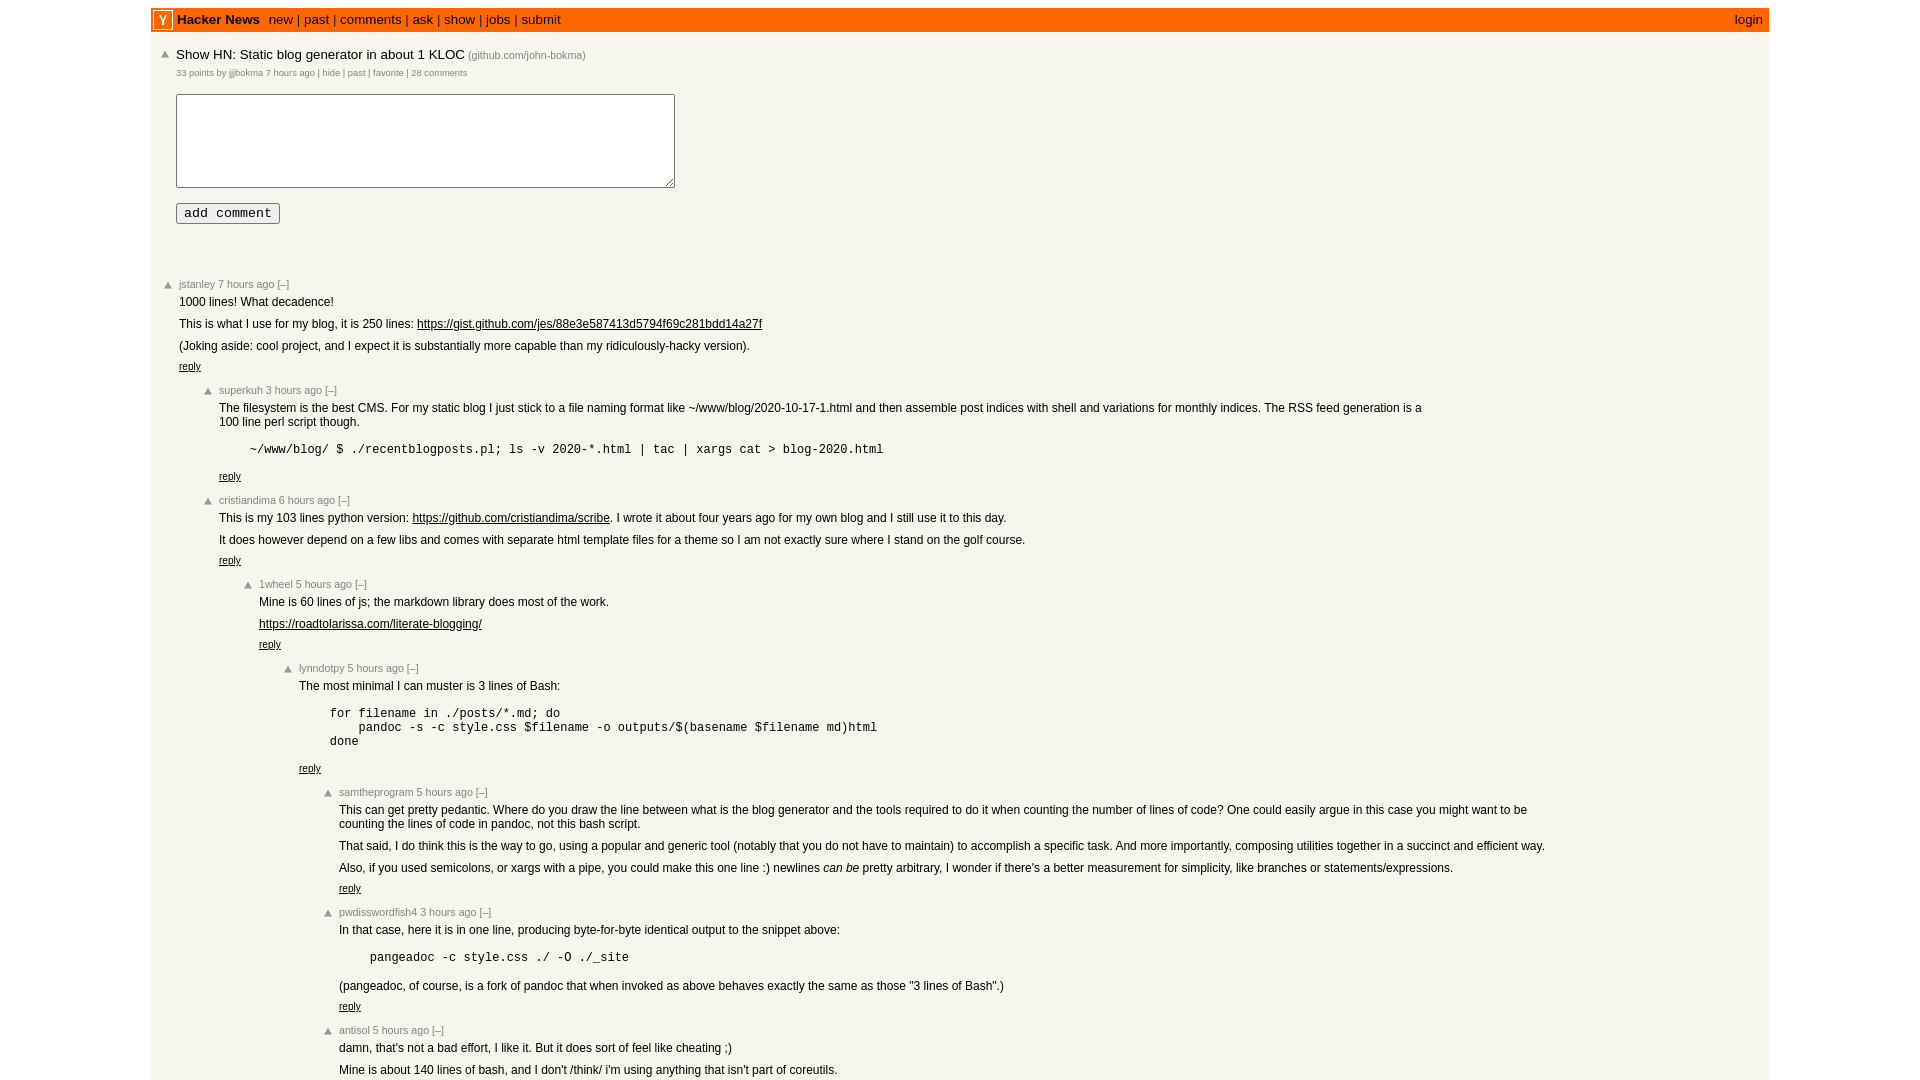 Y Hacker News new | past | comments | ask | show | jobs | submit login
Show HN: Static blog generator in about 1 KLOC (github.com/john-bokma)
33 points by jjjbokma 7 hours ago | hide | past | favorite | 28 comments
add comment
jstanley 7 hours ago [–]
1000 lines! What decadence!
This is what I use for my blog, it is 250 lines: https://gist.github.com/jes/88e3e587413d5794f69c281bdd14a27f
(Joking aside: cool project, and I expect it is substantially more capable than my ridiculously-hacky version).
reply
superkuh 3 hours ago [–]
The filesystem is the best CMS. For my static blog I just stick to a file naming format like ~/www/blog/2020-10-17-1.html and then assemble post indices with shell and variations for monthly indices. The RSS feed generation is a
100 line perl script though.
~/www/blog/ $ ./recentblogposts.pl; ls -v 2020-*.html | tac | xargs cat > blog-2020.html
reply
cristiandima 6 hours ago [–]
This is my 103 lines python version: https://github.com/cristiandima/scribe. I wrote it about four years ago for my own blog and I still use it to this day.
It does however depend on a few libs and comes with separate html template files for a theme so I am not exactly sure where I stand on the golf course.
reply
1wheel 5 hours ago [–]
Mine is 60 lines of js; the markdown library does most of the work.
https://roadtolarissa.com/literate-blogging/
reply
lynndotpy 5 hours ago [–]
The most minimal I can muster is 3 lines of Bash:
for filename in ./posts/*.md; do
pandoc -s -c style.css $filename -o outputs/$(basename $filename md)html
done
reply
samtheprogram 5 hours ago [–]
This can get pretty pedantic. Where do you draw the line between what is the blog generator and the tools required to do it when counting the number of lines of code? One could easily argue in this case you might want to be
counting the lines of code in pandoc, not this bash script.
That said, I do think this is the way to go, using a popular and generic tool (notably that you do not have to maintain) to accomplish a specific task. And more importantly, composing utilities together in a succinct and efficient way.
Also, if you used semicolons, or xargs with a pipe, you could make this one line :) newlines can be pretty arbitrary, I wonder if there's a better measurement for simplicity, like branches or statements/expressions.
reply
pwdisswordfish4 3 hours ago [–]
In that case, here it is in one line, producing byte-for-byte identical output to the snippet above:
pangeadoc -c style.css ./ -O ./_site
(pangeadoc, of course, is a fork of pandoc that when invoked as above behaves exactly the same as those "3 lines of Bash".)
reply
antisol 5 hours ago [–]
damn, that's not a bad effort, I like it. But it does sort of feel like cheating ;)
Mine is about 140 lines of bash, and I don't /think/ i'm using anything that isn't part of coreutils.